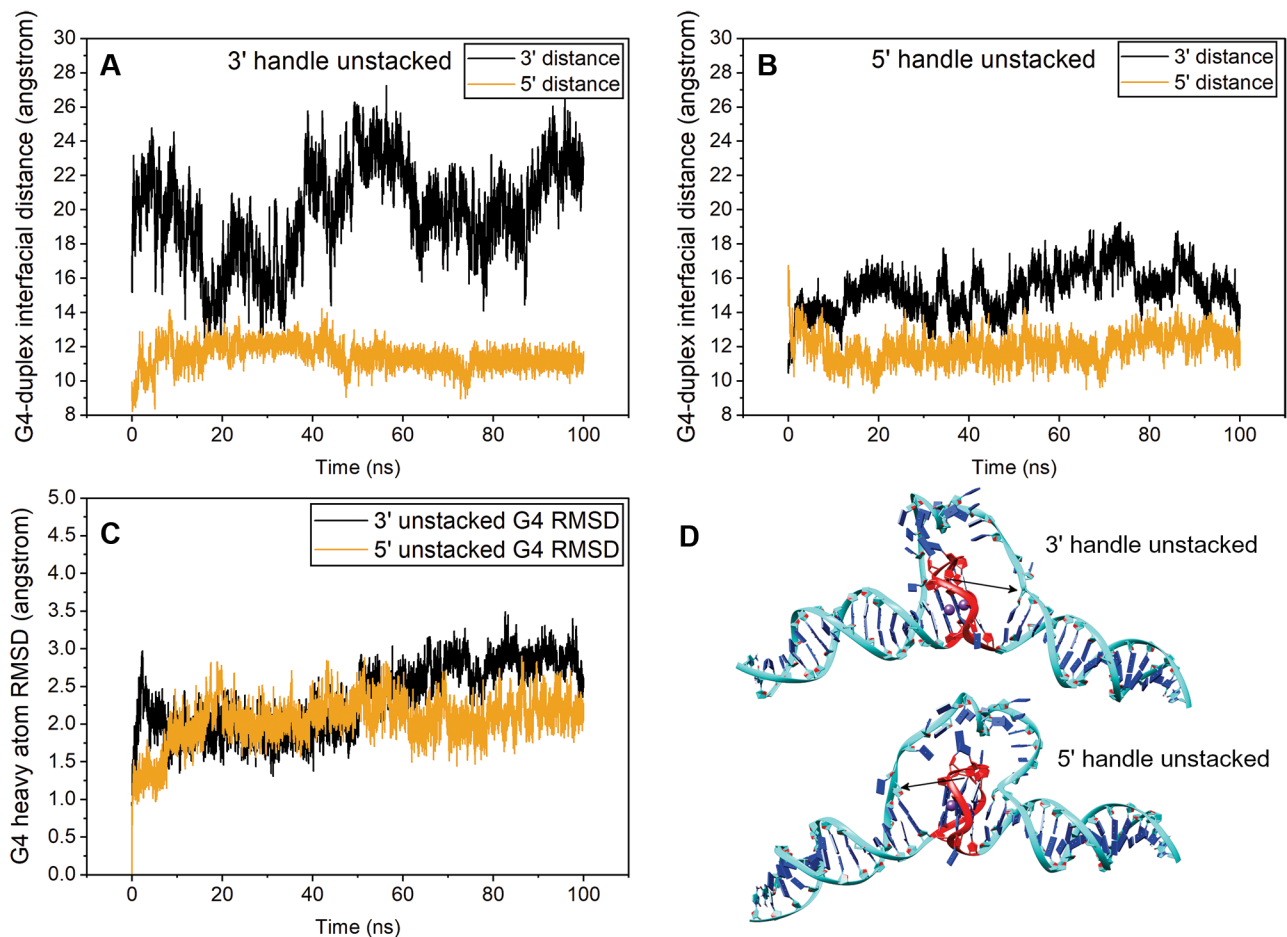 A
3' handle unstacked
3' distance
5' distance
G4-duplex interfacial distance (angstrom)
30
28
26
24
22
20
18
16
14
12
10
8
0
20
40
60
80
100
Time (ns)
B
5' handle unstacked
3' distance
5' distance
G4-duplex interfacial distance (angstrom)
30
28
26
24
22
20
18
16
14
12
10
8
0
20
40
60
80
100
Time (ns)
C
3' unstacked G4 RMSD
5' unstacked G4 RMSD
G4 heavy atom RMSD (angstrom)
5.0
4.5
4.0
3.5
3.0
2.5
2.0
1.5
1.0
0.5
0.0
0
20
40
60
80
100
Time (ns)
D
3' handle unstacked
5' handle unstacked